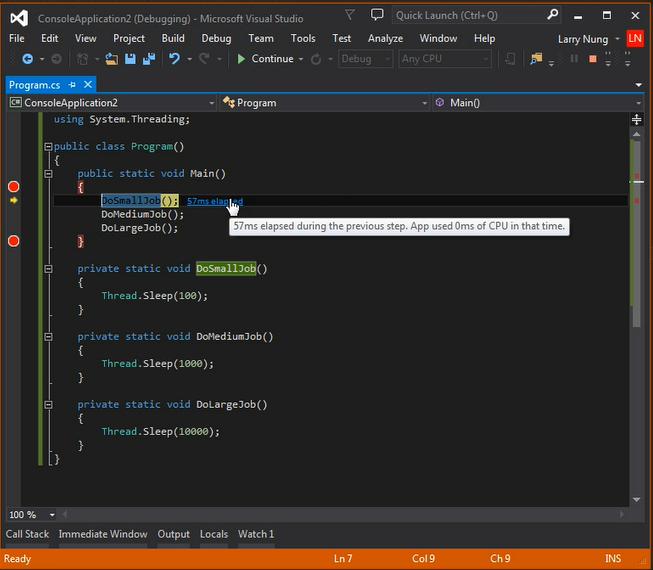 ConsoleApplication2 (Debugging) - Microsoft Visual Studio
Quick Launch (Ctrl+Q)
File Edit View Project Build Debug Team Tools Test Analyze Window Help
Larry Nung LN
Continue Debug Any CPU
Program.cs
C# ConsoleApplication2 Program Main()
using System.Threading;
public class Program()
{
public static void Main()
{
DoSmallJob(); 57ms elapsed
DoMediumJob();
DoLargeJob();
57ms elapsed during the previous step. App used 0ms of CPU in that time.
}
private static void DoSmallJob()
{
Thread.Sleep(100);
}
private static void DoMediumJob()
{
Thread.Sleep(1000);
}
private static void DoLargeJob()
{
Thread.Sleep(10000);
}
}
100 %
Call Stack Immediate Window Output Locals Watch 1
Ready Ln 7 Col 9 Ch 9 INS